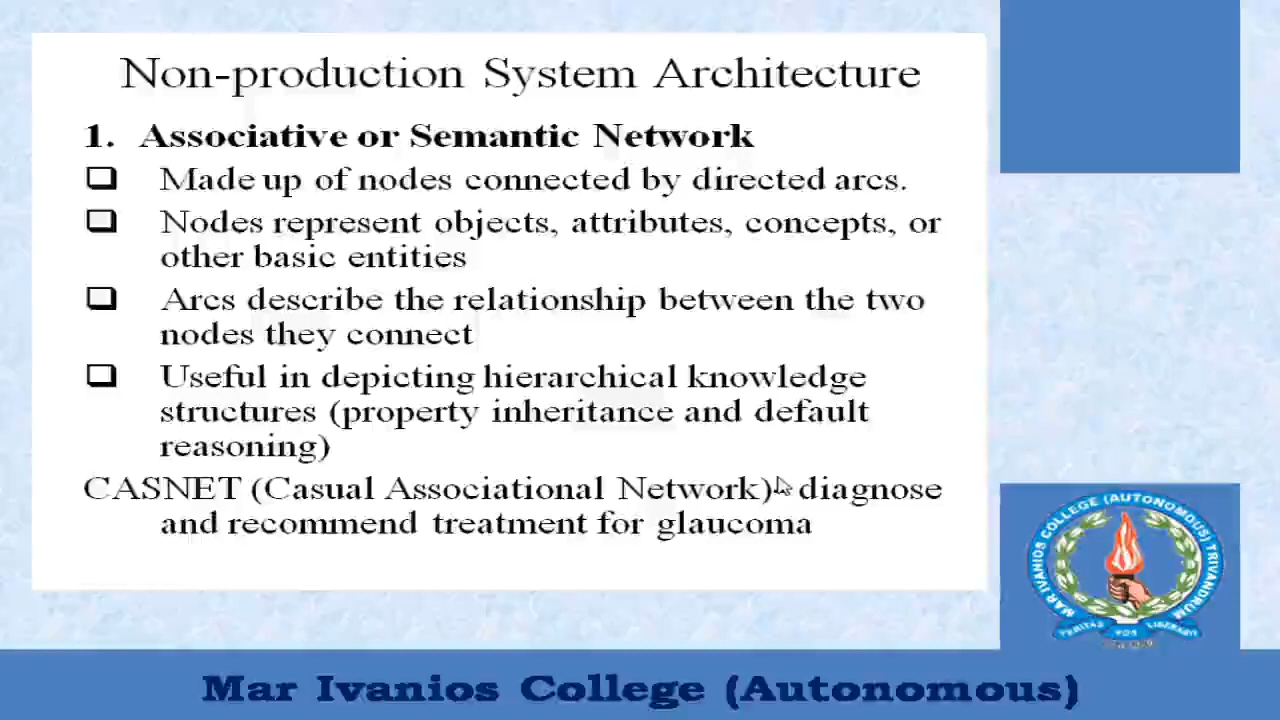 Non-production System Architecture
1. Associative or Semantic Network
❑ Made up of nodes connected by directed arcs.
❑ Nodes represent objects, attributes, concepts, or
other basic entities
❑ Arcs describe the relationship between the two
nodes they connect
❑ Useful in depicting hierarchical knowledge
structures (property inheritance and default
reasoning)
CASNET (Casual Associational Network)- diagnose
and recommend treatment for glaucoma
MAR IVANIOS COLLEGE (AUTONOMOUS) TRIVANDRUM
VERITAS VOS LIBERABIT
Mar Ivanios College (Autonomous)